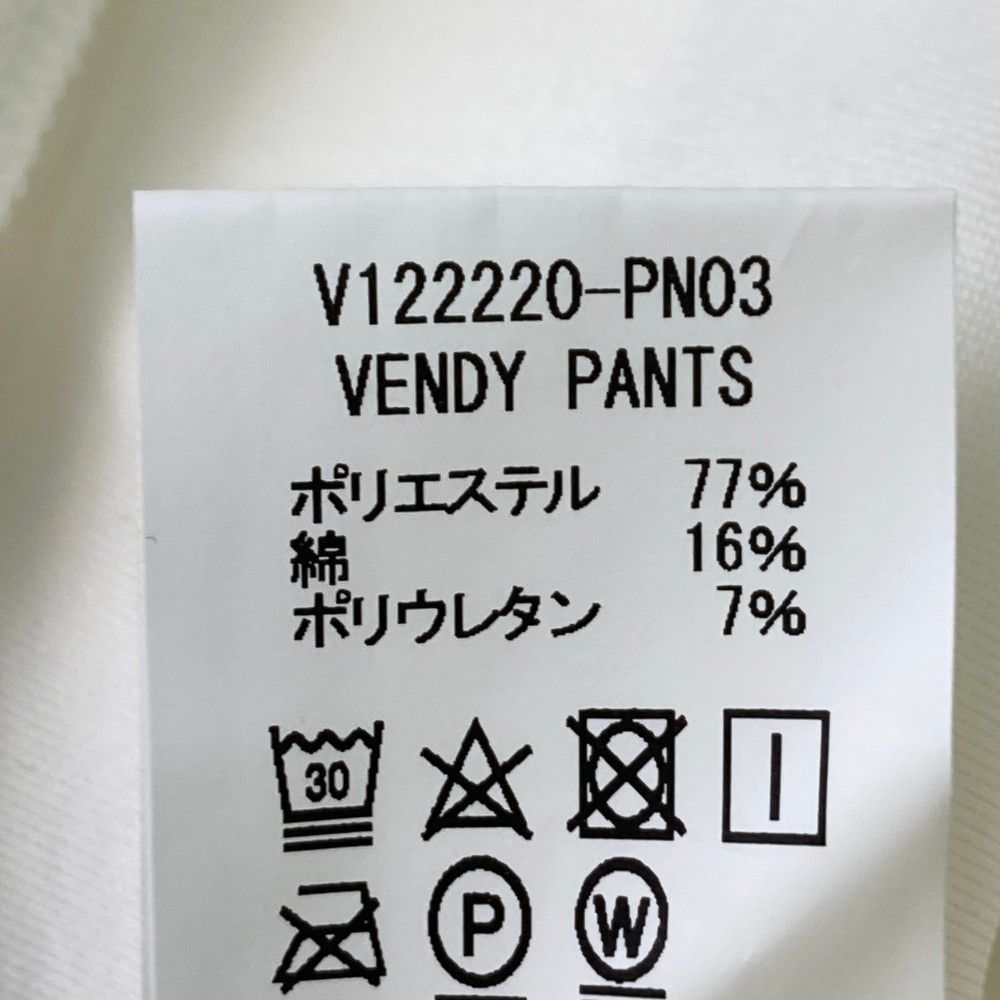 V122220-PN03
VENDY PANTS
ポリエステル 77%
綿 16%
ポリウレタン 7%
30
P W